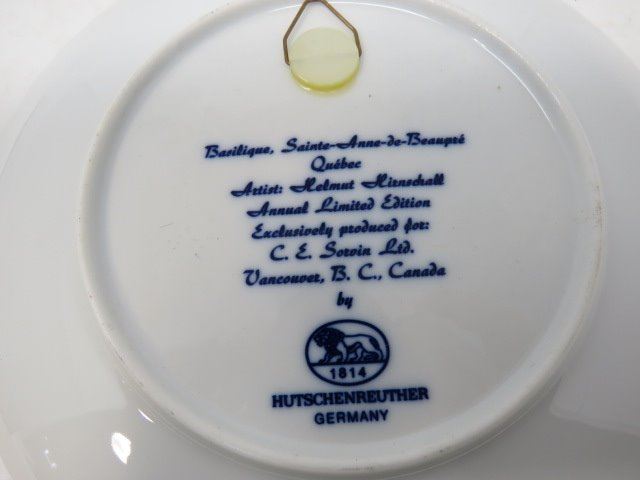 Basilique, Sainte-Anne-de-Beaupré
Québec
Artist: Helmut Hirnschall
Annual Limited Edition
Exclusively produced for:
C. E. Sorvin Ltd.
Vancouver, B. C., Canada
by
1814
HUTSCHENREUTHER
GERMANY